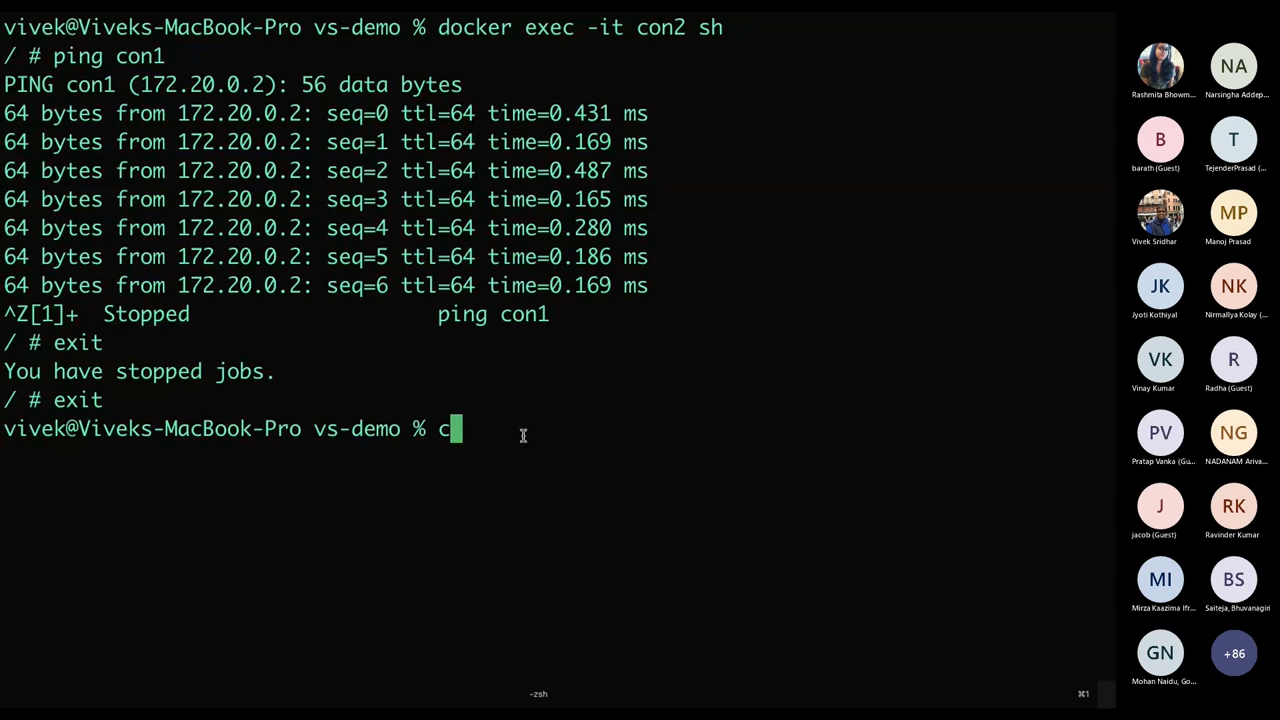 vivek@Viveks-MacBook-Pro vs-demo % docker exec -it con2 sh
/ # ping con1
PING con1 (172.20.0.2): 56 data bytes
64 bytes from 172.20.0.2: seq=0 ttl=64 time=0.431 ms
64 bytes from 172.20.0.2: seq=1 ttl=64 time=0.169 ms
64 bytes from 172.20.0.2: seq=2 ttl=64 time=0.487 ms
64 bytes from 172.20.0.2: seq=3 ttl=64 time=0.165 ms
64 bytes from 172.20.0.2: seq=4 ttl=64 time=0.280 ms
64 bytes from 172.20.0.2: seq=5 ttl=64 time=0.186 ms
64 bytes from 172.20.0.2: seq=6 ttl=64 time=0.169 ms
^Z[1]+  Stopped                    ping con1
/ # exit
You have stopped jobs.
/ # exit
vivek@Viveks-MacBook-Pro vs-demo % c
-zsh
⌘1
NA
Rashmita Bhowm... Narsingha Addep...
B T
barath (Guest) TejenderPrasad (...
MP
Vivek Sridhar Manoj Prasad
JK NK
Jyoti Kothiyal Nirmallya Kolay (...
VK R
Vinay Kumar Radha (Guest)
PV NG
Pratap Vanka (Gu... NADANAM Ariva...
J RK
jacob (Guest) Ravinder Kumar
MI BS
Mirza Kaazima Ifr... Saiteja, Bhuvanagiri
GN +86
Mohan Naidu, Go...